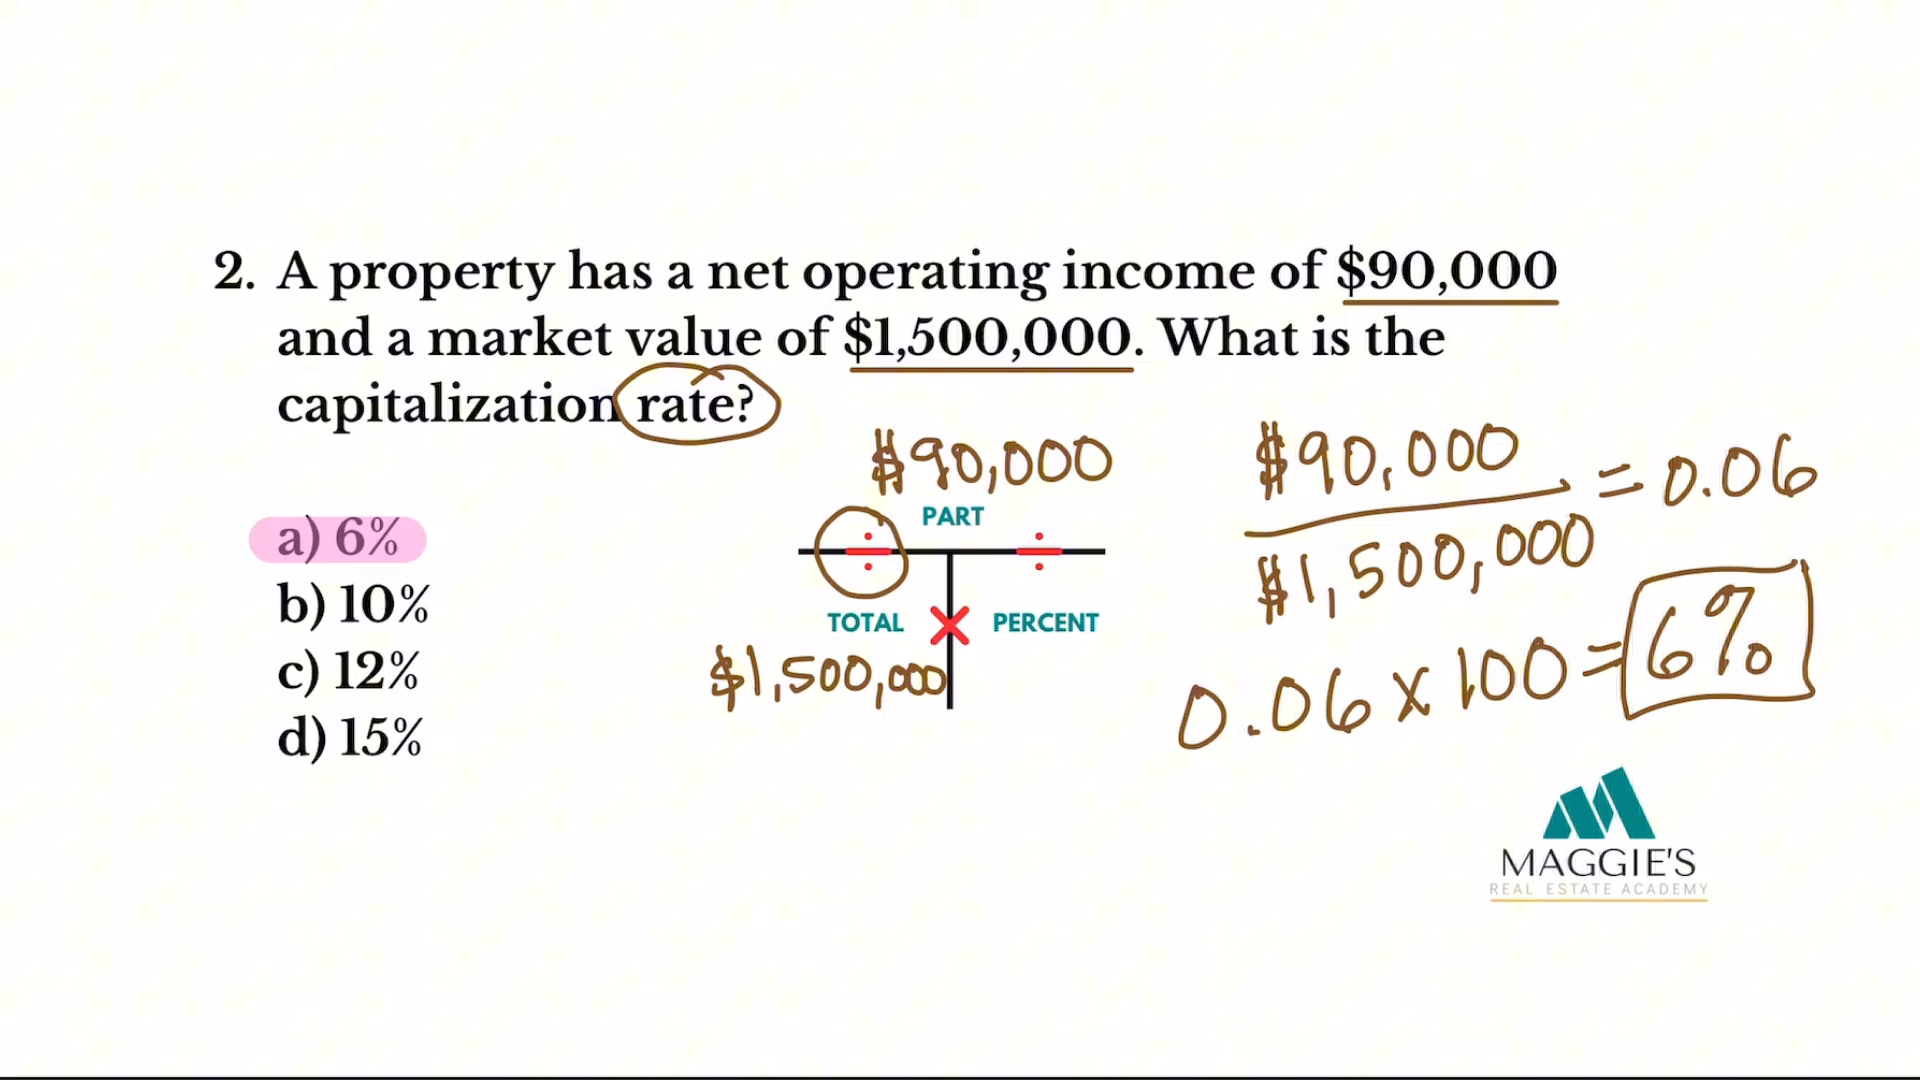 2. A property has a net operating income of $90,000
and a market value of $1,500,000. What is the
capitalization rate?
a) 6%
b) 10%
c) 12%
d) 15%
$90,000
PART
÷ ÷
TOTAL × PERCENT
$1,500,000
$90,000
= 0.06
$1,500,000
0.06 x 100 = 6%
MAGGIE'S
REAL ESTATE ACADEMY